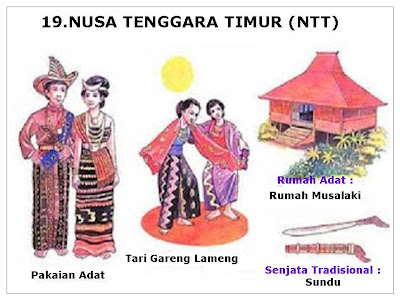 19.NUSA TENGGARA TIMUR (NTT)
Rumah Adat :
Rumah Musalaki
Tari Gareng Lameng
Pakaian Adat
Senjata Tradisional :
Sundu